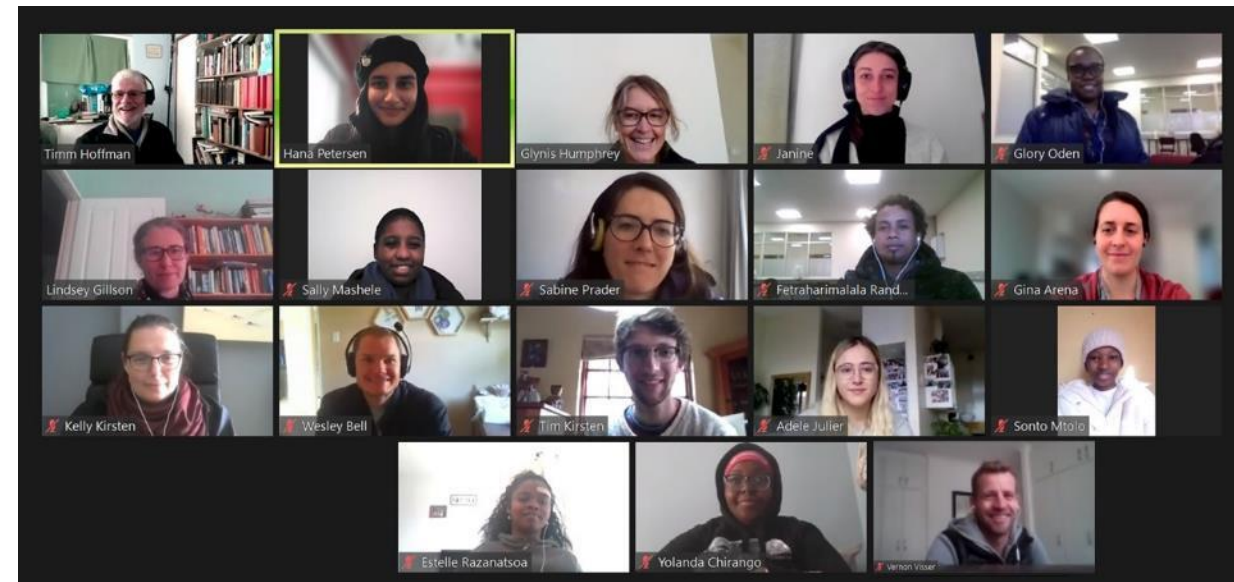 Timm Hoffman
Hana Petersen
Glynis Humphrey
Janine
Glory Oden
Lindsey Gillson
Sally Mashele
Sabine Prader
Fetraharimalala Rand...
Gina Arena
Kelly Kirsten
Wesley Bell
Tim Kirsten
Adele Julier
Sonto Mtolo
Estelle Razanatsoa
Yolanda Chirango
Vernon Visser